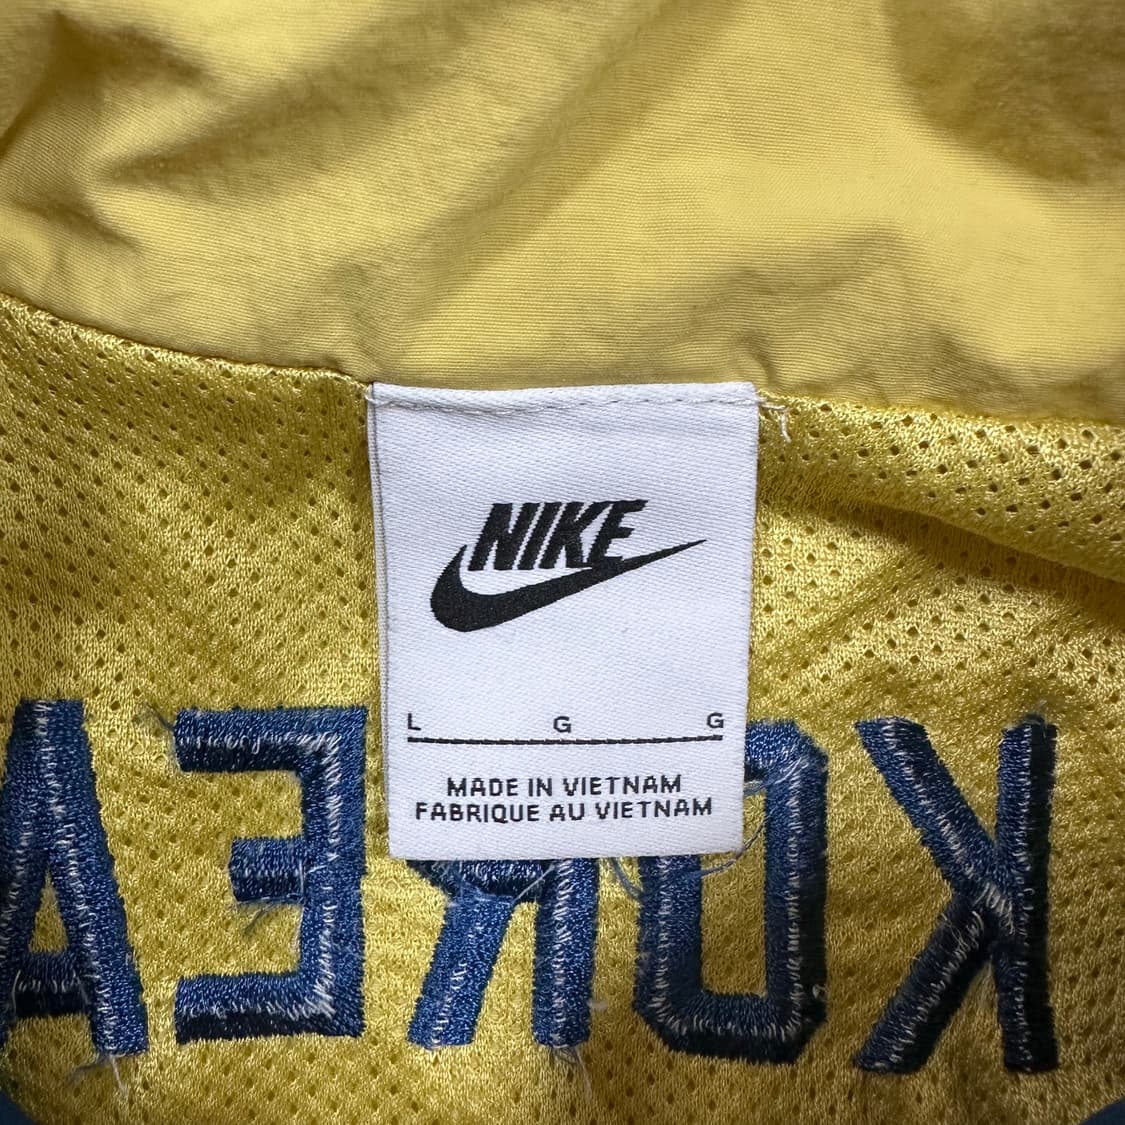 NIKE
L G G
MADE IN VIETNAM
FABRIQUE AU VIETNAM
KOREA